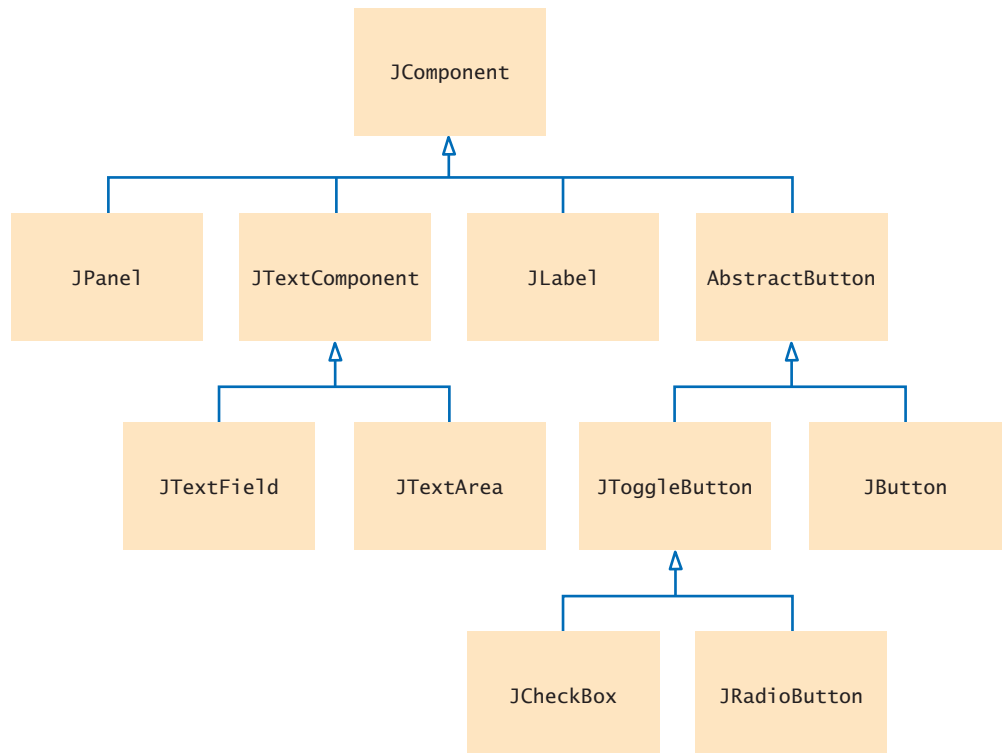 JComponent
JPanel
JTextComponent
JLabel
AbstractButton
JTextField
JTextArea
JToggleButton
JButton
JCheckBox
JRadioButton